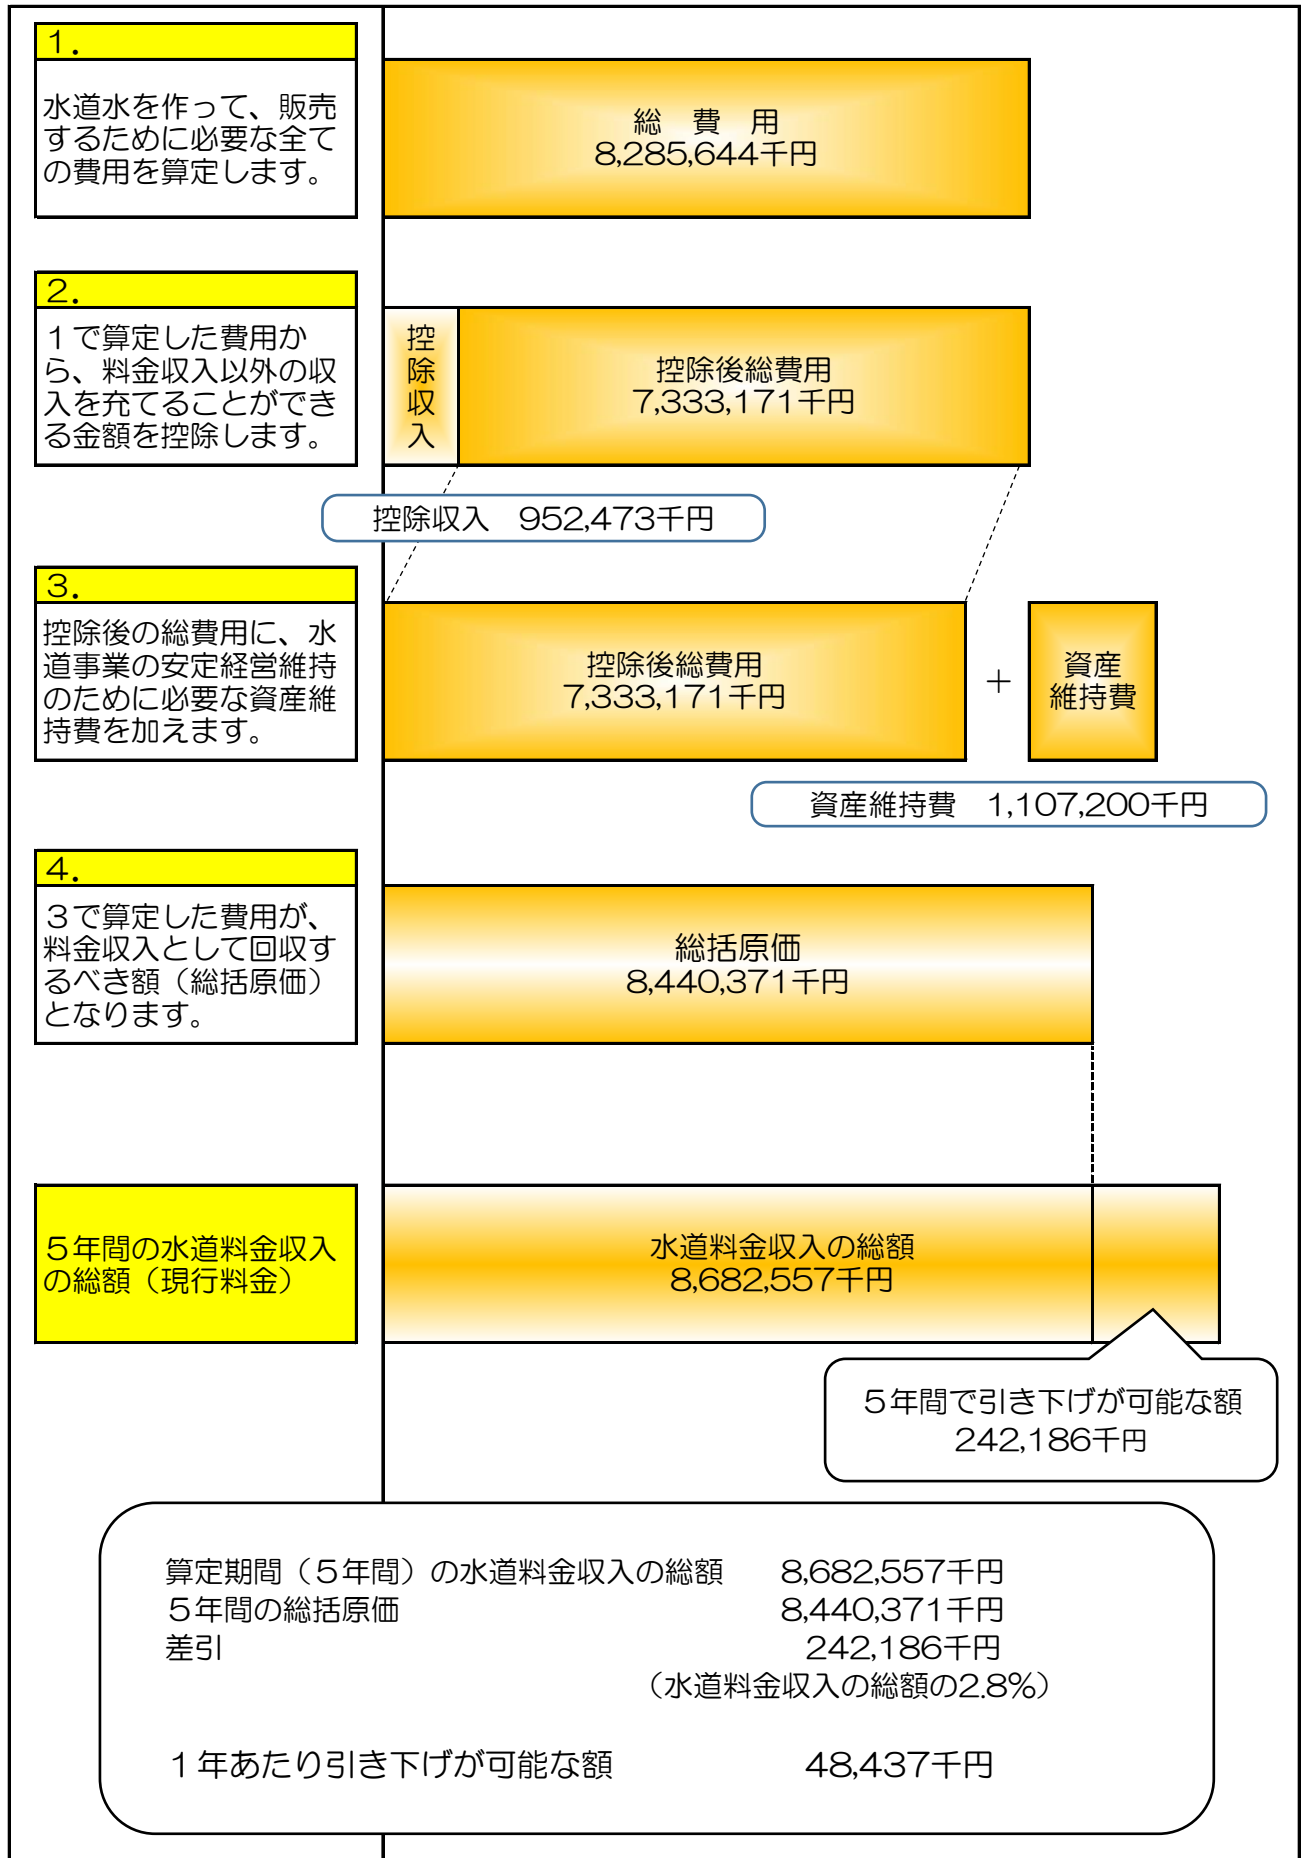 １．
水道水を作って、販売
するために必要な全て
の費用を算定します。
総　費　用
8,285,644千円
２．
１で算定した費用か
ら、料金収入以外の収
入を充てることができ
る金額を控除します。
控
除
収
入
控除後総費用
7,333,171千円
控除収入　952,473千円
３．
控除後の総費用に、水
道事業の安定経営維持
のために必要な資産維
持費を加えます。
控除後総費用
7,333,171千円
＋
資産
維持費
資産維持費　1,107,200千円
４．
３で算定した費用が、
料金収入として回収す
るべき額（総括原価）
となります。
総括原価
8,440,371千円
５年間の水道料金収入
の総額（現行料金）
水道料金収入の総額
8,682,557千円
５年間で引き下げが可能な額
242,186千円
算定期間（５年間）の水道料金収入の総額　8,682,557千円
５年間の総括原価　8,440,371千円
差引　242,186千円
（水道料金収入の総額の2.8％）
１年あたり引き下げが可能な額　48,437千円